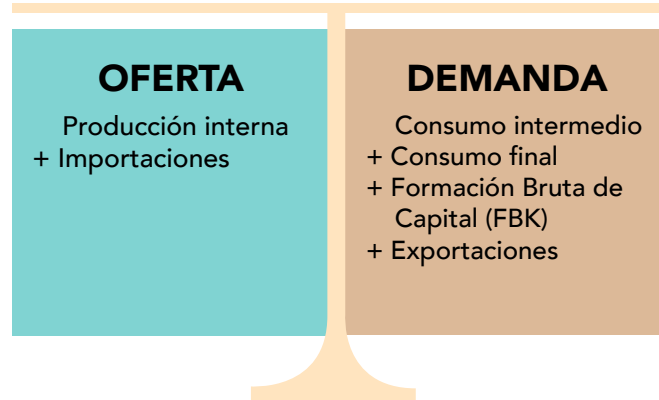 OFERTA
Producción interna
+ Importaciones
DEMANDA
Consumo intermedio
+ Consumo final
+ Formación Bruta de
Capital (FBK)
+ Exportaciones